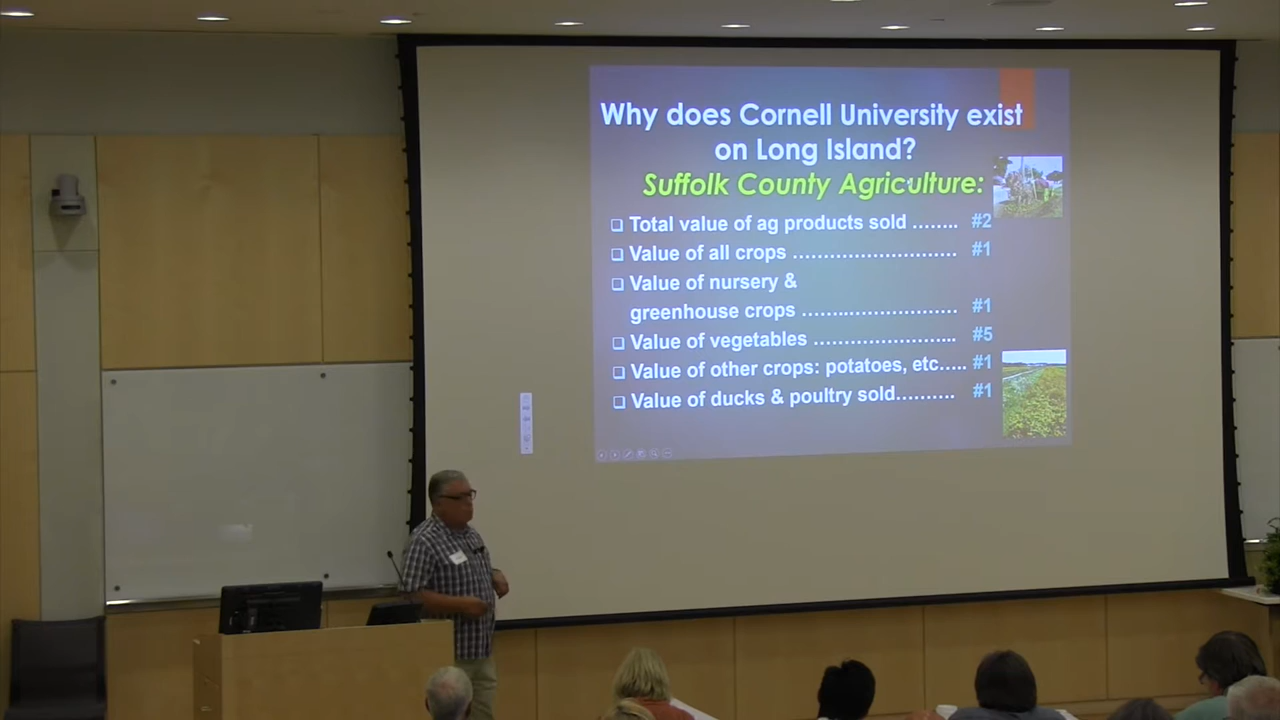 Why does Cornell University exist
on Long Island?
Suffolk County Agriculture:
❑ Total value of ag products sold …….. #2
❑ Value of all crops ………………………… #1
❑ Value of nursery &
greenhouse crops ……..………………… #1
❑ Value of vegetables …………………... #5
❑ Value of other crops: potatoes, etc….. #1
❑ Value of ducks & poultry sold………. #1